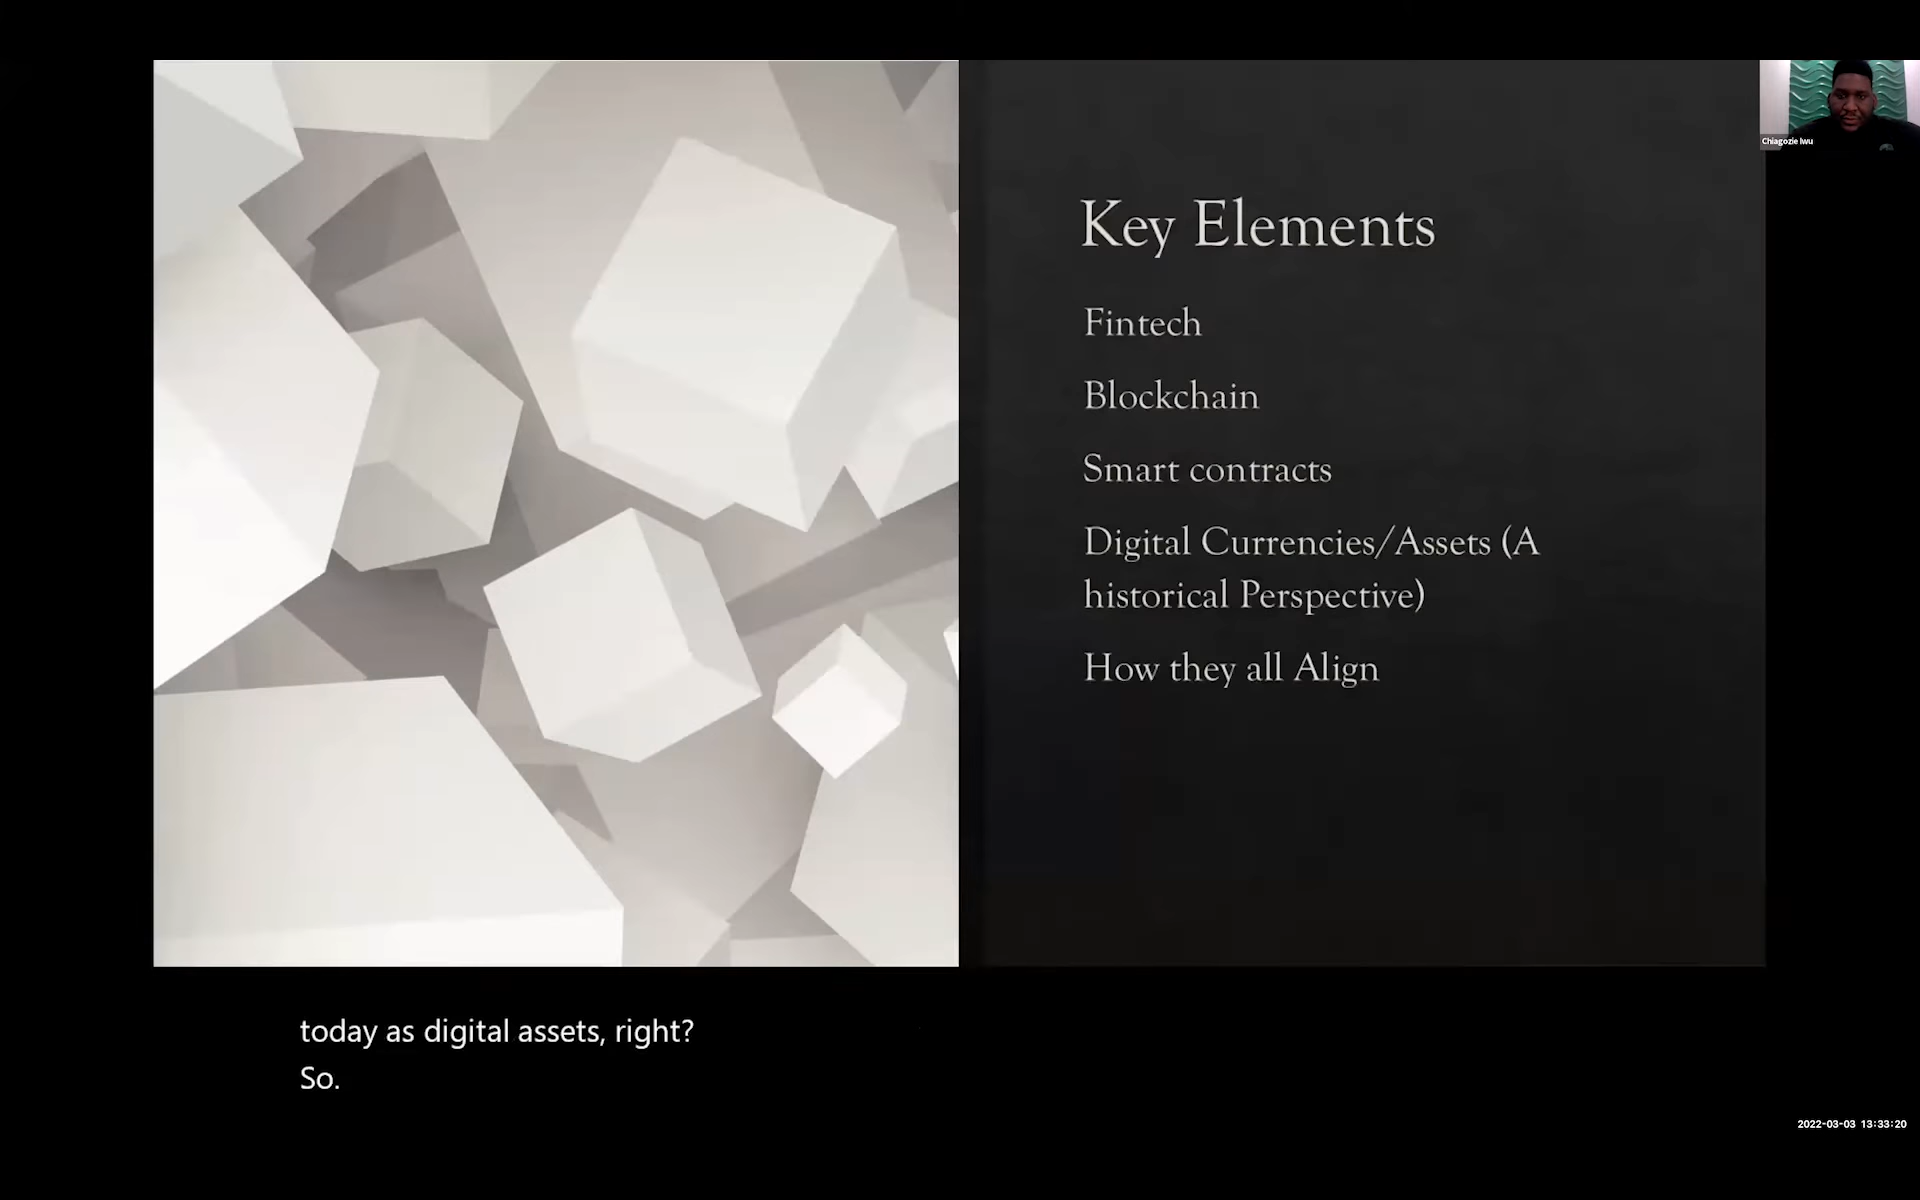 Chiagozie Iwu
Key Elements
Fintech
Blockchain
Smart contracts
Digital Currencies/Assets (A
historical Perspective)
How they all Align
today as digital assets, right?
So.
2022-03-03 13:33:20